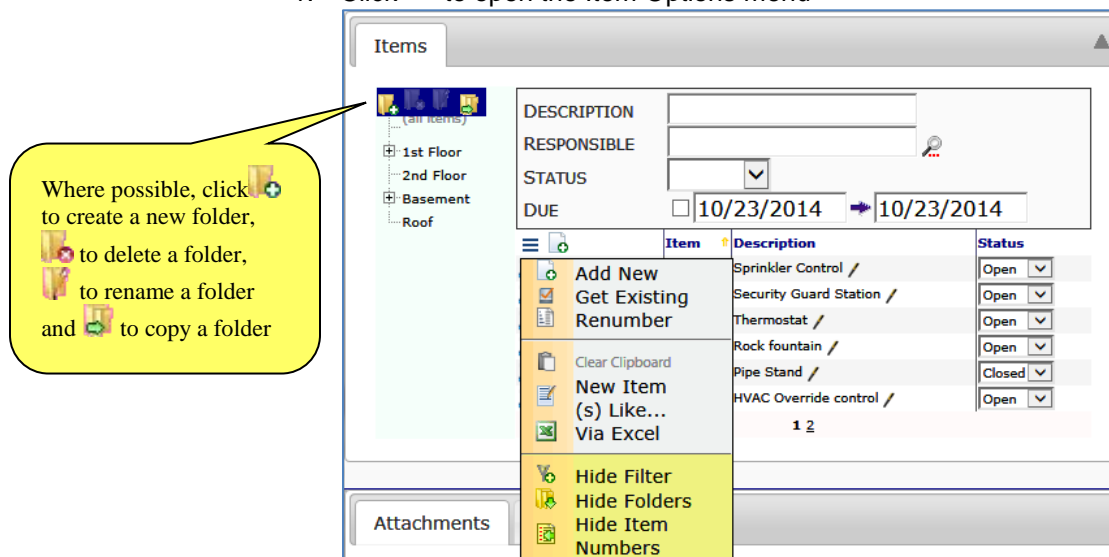 Items
(all items)
1st Floor
2nd Floor
Basement
Roof
Where possible, click
to create a new folder,
to delete a folder,
to rename a folder
and to copy a folder
DESCRIPTION
RESPONSIBLE
STATUS
DUE 10/23/2014 10/23/2014
Item Description Status
Sprinkler Control Open
Security Guard Station Open
Thermostat Open
Rock fountain Open
Pipe Stand Closed
HVAC Override control Open
1 2
Add New
Get Existing
Renumber
Clear Clipboard
New Item
(s) Like...
Via Excel
Hide Filter
Hide Folders
Hide Item
Numbers
Attachments